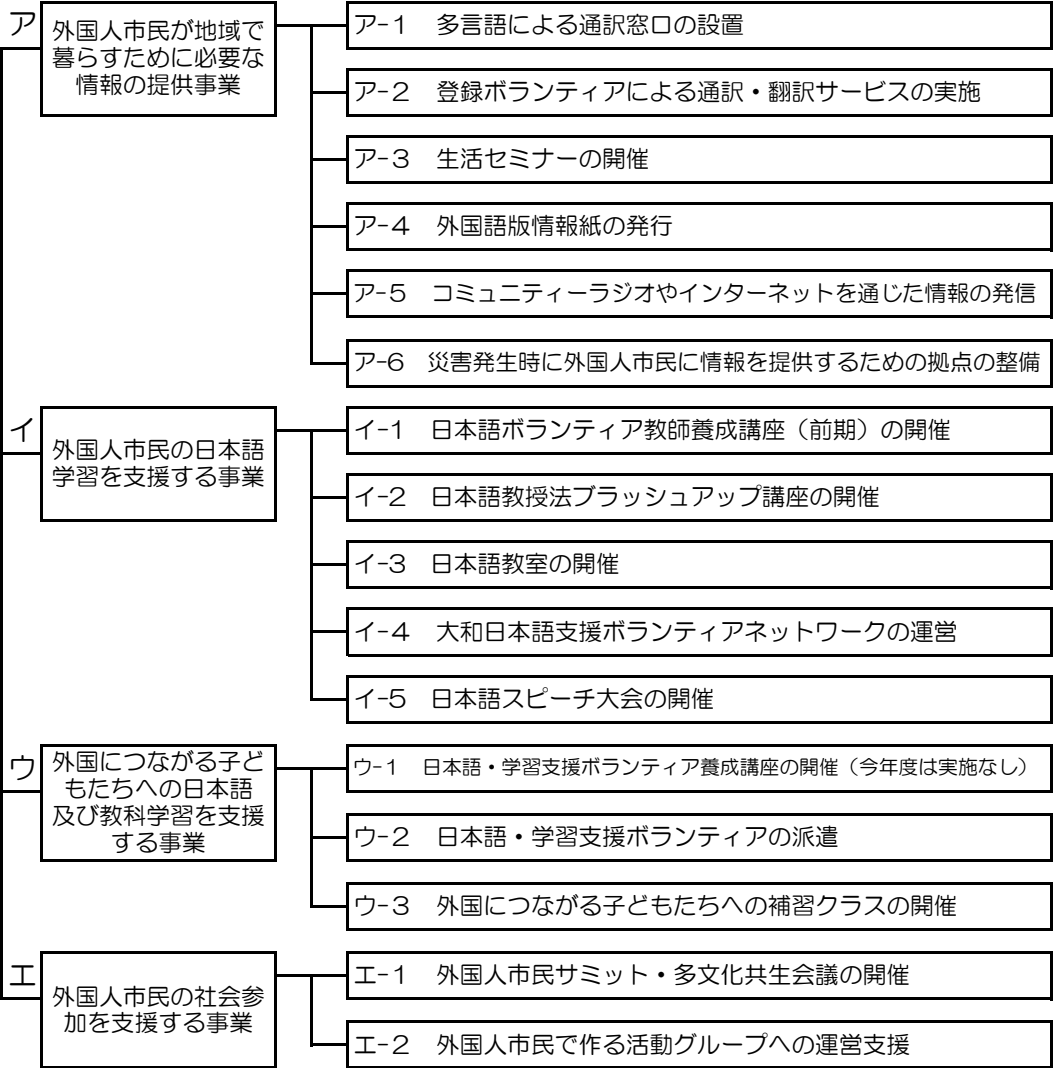 ア
外国人市民が地域で
暮らすために必要な
情報の提供事業
ア-1　多言語による通訳窓口の設置
ア-2　登録ボランティアによる通訳・翻訳サービスの実施
ア-3　生活セミナーの開催
ア-4　外国語版情報紙の発行
ア-5　コミュニティーラジオやインターネットを通じた情報の発信
ア-6　災害発生時に外国人市民に情報を提供するための拠点の整備
イ
外国人市民の日本語
学習を支援する事業
イ-1　日本語ボランティア教師養成講座（前期）の開催
イ-2　日本語教授法ブラッシュアップ講座の開催
イ-3　日本語教室の開催
イ-4　大和日本語支援ボランティアネットワークの運営
イ-5　日本語スピーチ大会の開催
ウ
外国につながる子ど
もたちへの日本語
及び教科学習を支援
する事業
ウ-1　日本語・学習支援ボランティア養成講座の開催（今年度は実施なし）
ウ-2　日本語・学習支援ボランティアの派遣
ウ-3　外国につながる子どもたちへの補習クラスの開催
エ
外国人市民の社会参
加を支援する事業
エ-1　外国人市民サミット・多文化共生会議の開催
エ-2　外国人市民で作る活動グループへの運営支援